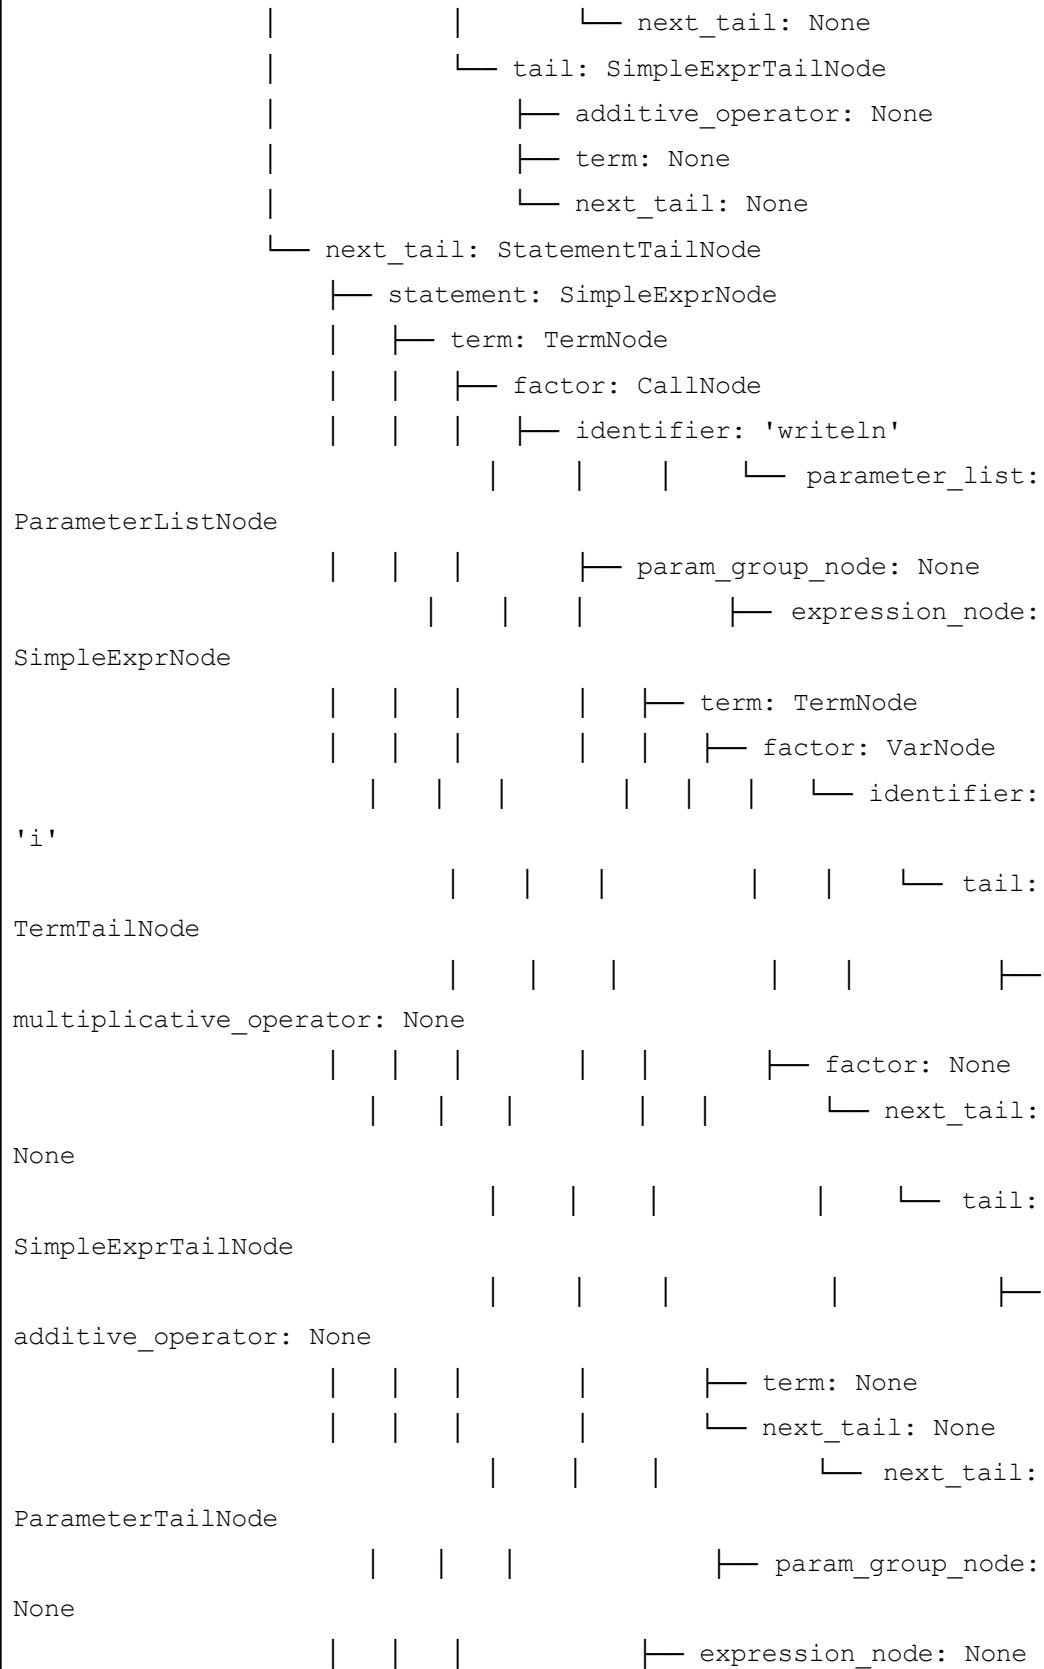 │           │       └── next_tail: None
│           └── tail: SimpleExprTailNode
│               ├── additive_operator: None
│               ├── term: None
│               └── next_tail: None
└── next_tail: StatementTailNode
    ├── statement: SimpleExprNode
    │   ├── term: TermNode
    │   │   ├── factor: CallNode
    │   │   │   ├── identifier: 'writeln'
    │   │   │   └── parameter_list:
ParameterListNode
    │   │   │       ├── param_group_node: None
    │   │   │       ├── expression_node:
SimpleExprNode
    │   │   │       │   ├── term: TermNode
    │   │   │       │   │   ├── factor: VarNode
    │   │   │       │   │   │   └── identifier:
'i'
    │   │   │       │   │   └── tail:
TermTailNode
    │   │   │       │   │       ├──
multiplicative_operator: None
    │   │   │       │   │       ├── factor: None
    │   │   │       │   │       └── next_tail:
None
    │   │   │       │   └── tail:
SimpleExprTailNode
    │   │   │       │       ├──
additive_operator: None
    │   │   │       │       ├── term: None
    │   │   │       │       └── next_tail: None
    │   │   │       └── next_tail:
ParameterTailNode
    │   │   │           ├── param_group_node:
None
    │   │   │           ├── expression_node: None